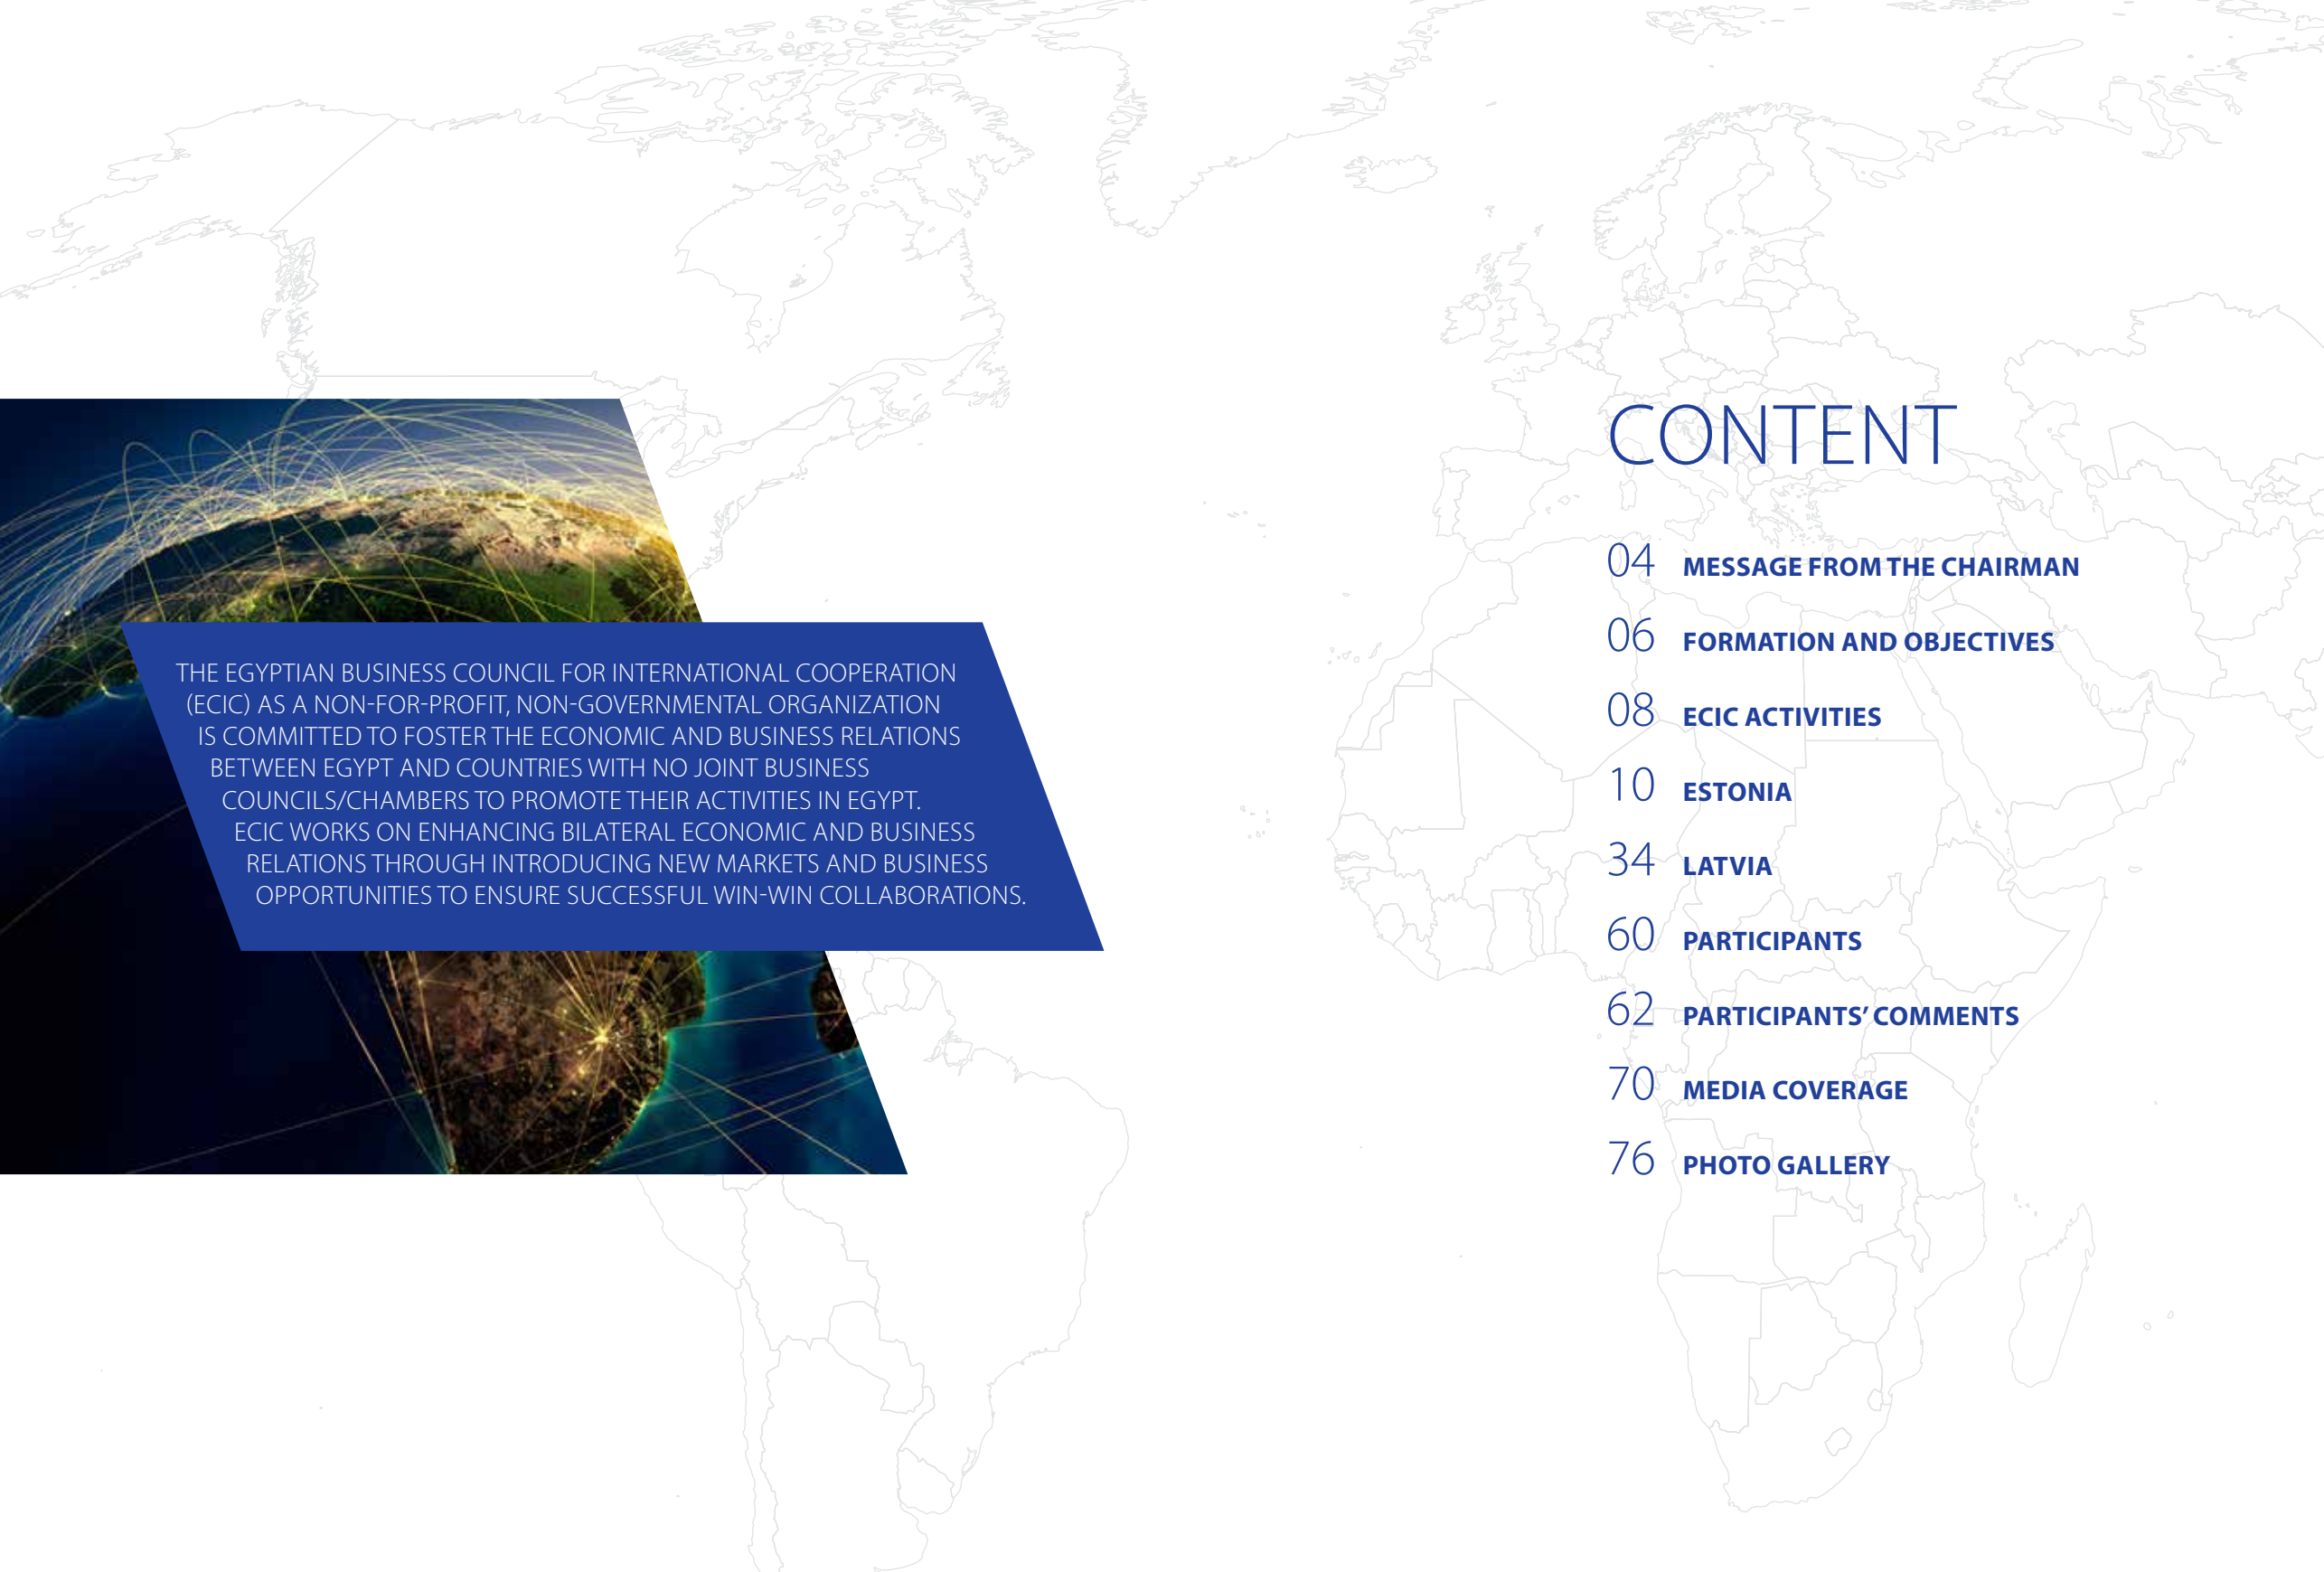 THE EGYPTIAN BUSINESS COUNCIL FOR INTERNATIONAL COOPERATION
(ECIC) AS A NON-FOR-PROFIT, NON-GOVERNMENTAL ORGANIZATION
IS COMMITTED TO FOSTER THE ECONOMIC AND BUSINESS RELATIONS
BETWEEN EGYPT AND COUNTRIES WITH NO JOINT BUSINESS
COUNCILS/CHAMBERS TO PROMOTE THEIR ACTIVITIES IN EGYPT.
ECIC WORKS ON ENHANCING BILATERAL ECONOMIC AND BUSINESS
RELATIONS THROUGH INTRODUCING NEW MARKETS AND BUSINESS
OPPORTUNITIES TO ENSURE SUCCESSFUL WIN-WIN COLLABORATIONS.
CONTENT
04 MESSAGE FROM THE CHAIRMAN
06 FORMATION AND OBJECTIVES
08 ECIC ACTIVITIES
10 ESTONIA
34 LATVIA
60 PARTICIPANTS
62 PARTICIPANTS’ COMMENTS
70 MEDIA COVERAGE
76 PHOTO GALLERY